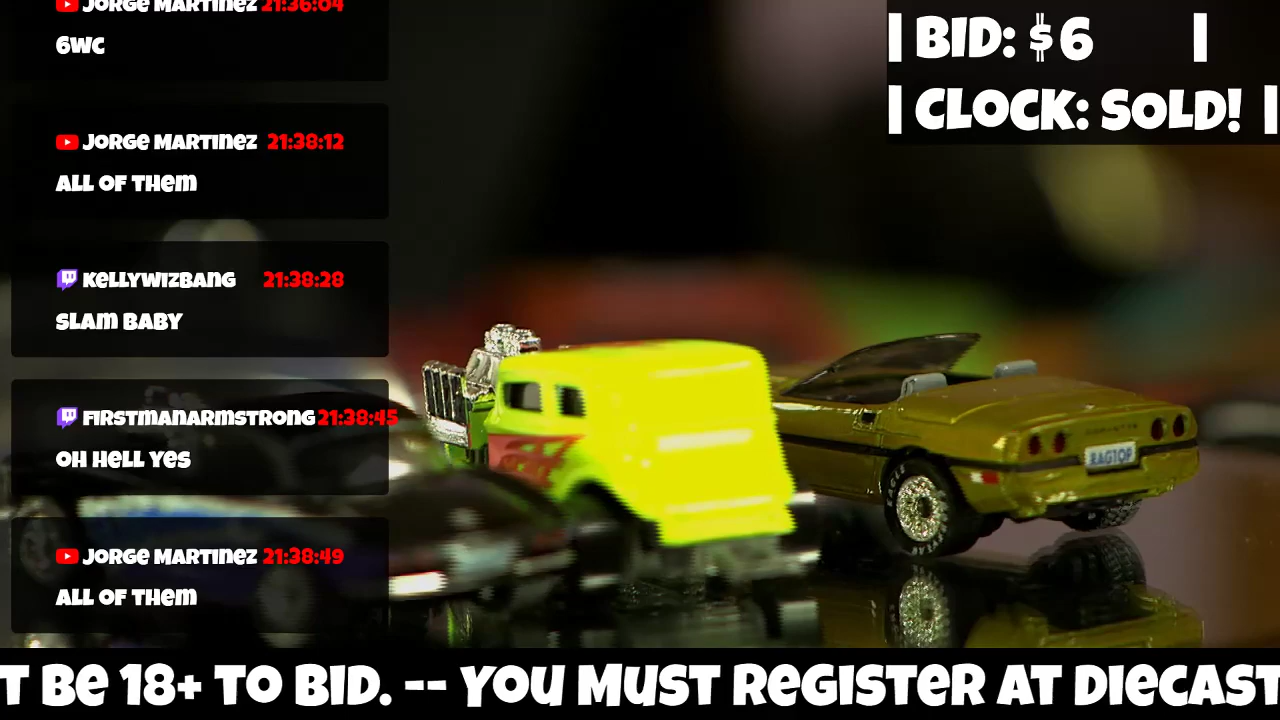 Jorge Martinez 21:36:04
6WC
Jorge Martinez 21:38:12
All of them
kellywizbang 21:38:28
slam baby
firstmanarmstrong 21:38:45
oh hell yes
Jorge Martinez 21:38:49
All of them
| BID: $6 |
| CLOCK: SOLD! |
CORVETTE
RAGTOP
T BE 18+ TO BID. -- YOU MUST REGISTER AT DIECAST